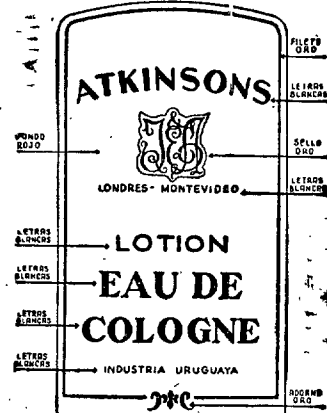 FILETE
ORO
ATKINSONS
LETRAS
BLANCAS
FONDO
ROJO
SELLO
ORO
LONDRES - MONTEVIDEO
LETRAS
BLANCAS
LETRAS
BLANCAS
LOTION
LETRAS
BLANCAS
EAU DE
LETRAS
BLANCAS
COLOGNE
LETRAS
BLANCAS
INDUSTRIA URUGUAYA
ADORNO
ORO